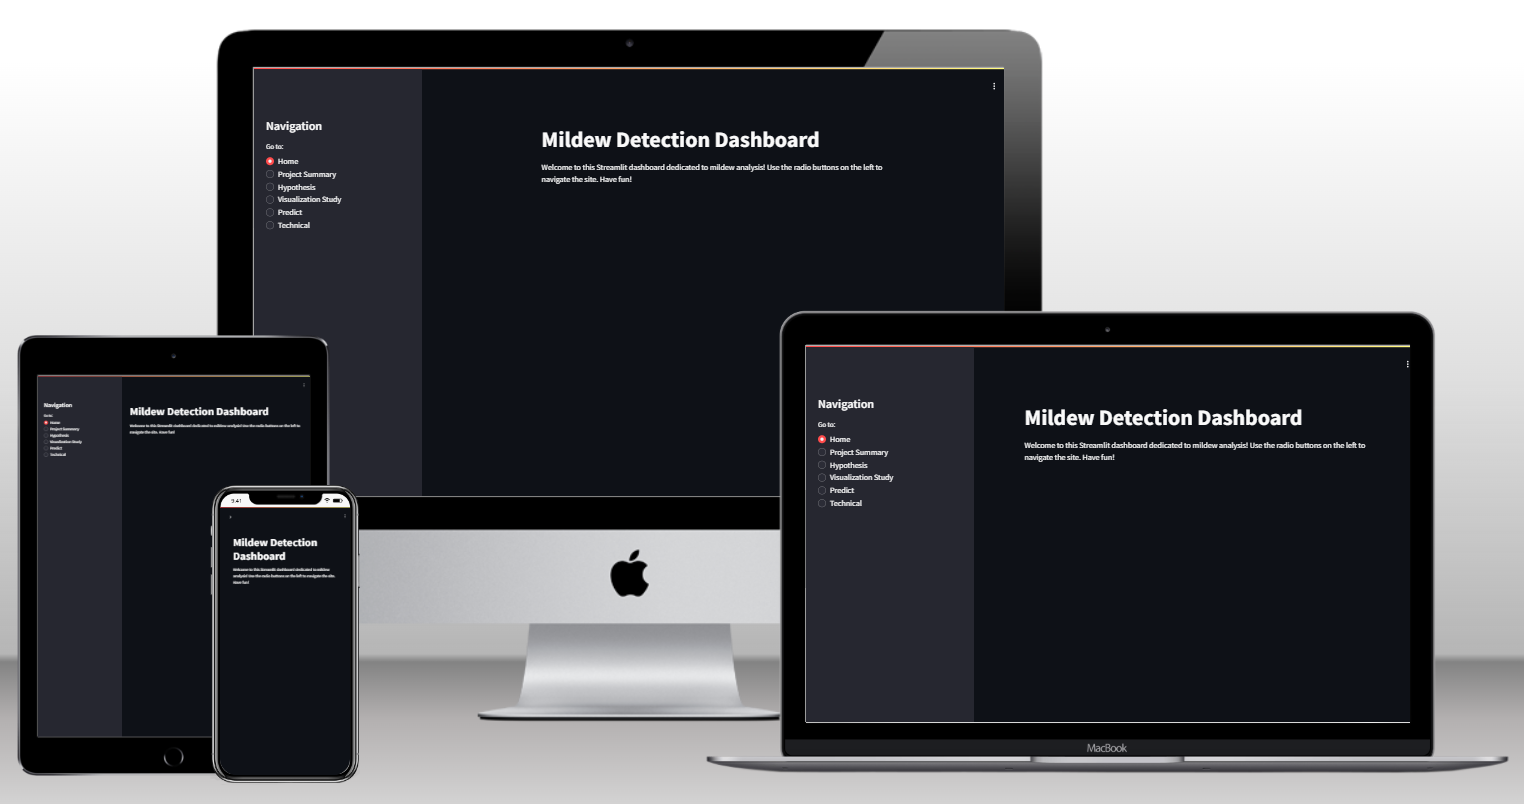 Navigation
Go to:
Home
Project Summary
Hypothesis
Visualization Study
Predict
Technical
Mildew Detection Dashboard
Welcome to this Streamlit dashboard dedicated to mildew analysis! Use the radio buttons on the left to
navigate the site. Have fun!
Navigation
Go to:
Home
Project Summary
Hypothesis
Visualization Study
Predict
Technical
Mildew Detection Dashboard
Welcome to this Streamlit dashboard dedicated to mildew analysis! Use the radio buttons on the left to
navigate the site. Have fun!
9:41
Mildew Detection
Dashboard
Welcome to this Streamlit dashboard dedicated to mildew
analysis! Use the radio buttons on the left to navigate the site.
Have fun!
Navigation
Go to:
Home
Project Summary
Hypothesis
Visualization Study
Predict
Technical
Mildew Detection Dashboard
Welcome to this Streamlit dashboard dedicated to mildew analysis! Use the radio buttons on the left to
navigate the site. Have fun!
MacBook